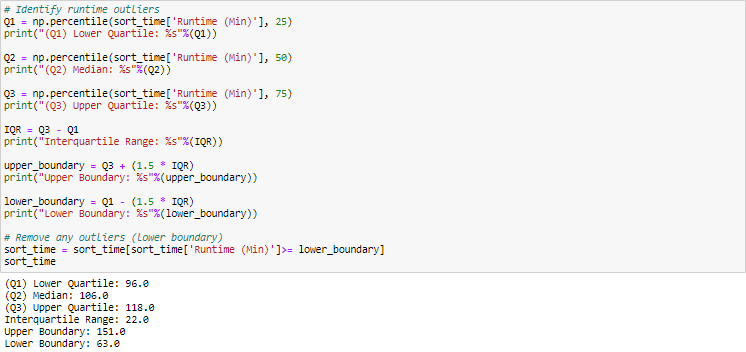 # Identify runtime outliers
Q1 = np.percentile(sort_time['Runtime (Min)'], 25)
print("(Q1) Lower Quartile: %s"%(Q1))
Q2 = np.percentile(sort_time['Runtime (Min)'], 50)
print("(Q2) Median: %s"%(Q2))
Q3 = np.percentile(sort_time['Runtime (Min)'], 75)
print("(Q3) Upper Quartile: %s"%(Q3))
IQR = Q3 - Q1
print("Interquartile Range: %s"%(IQR))
upper_boundary = Q3 + (1.5 * IQR)
print("Upper Boundary: %s"%(upper_boundary))
lower_boundary = Q1 - (1.5 * IQR)
print("Lower Boundary: %s"%(lower_boundary))
# Remove any outliers (lower boundary)
sort_time = sort_time[sort_time['Runtime (Min)']>= lower_boundary]
sort_time
(Q1) Lower Quartile: 96.0
(Q2) Median: 106.0
(Q3) Upper Quartile: 118.0
Interquartile Range: 22.0
Upper Boundary: 151.0
Lower Boundary: 63.0